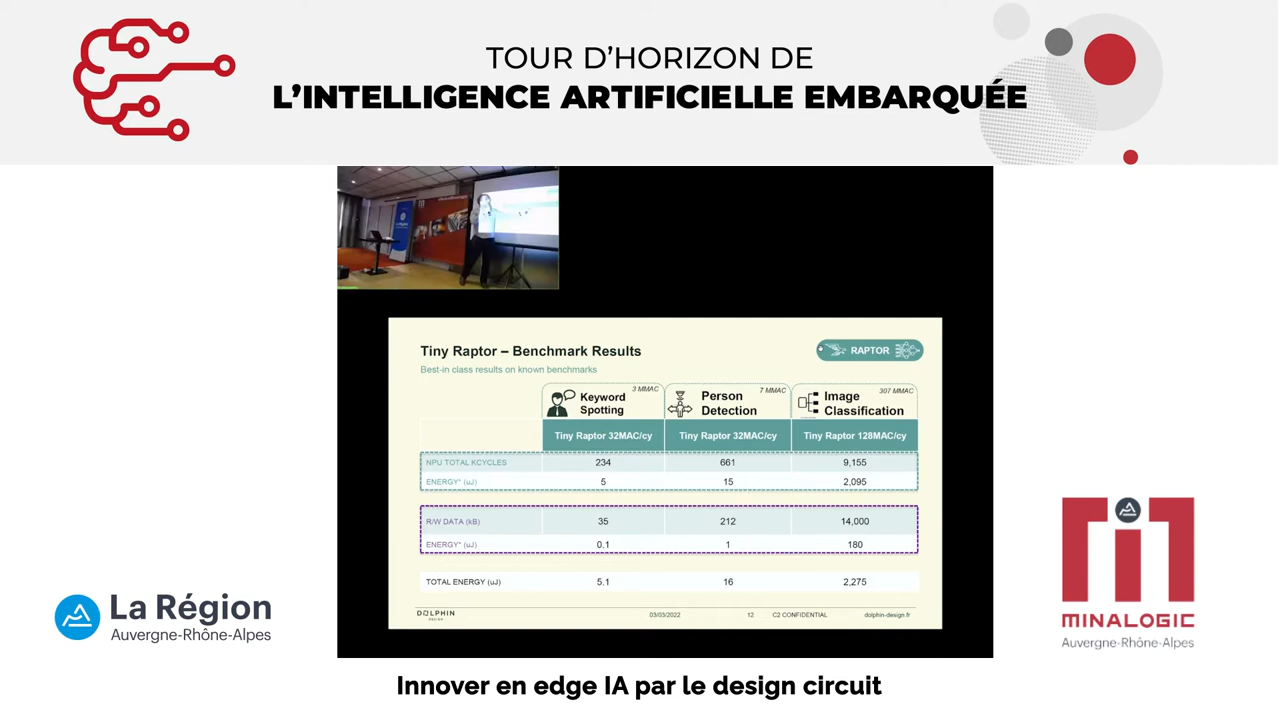 TOUR D’HORIZON DE
L’INTELLIGENCE ARTIFICIELLE EMBARQUÉE
La Région
Tiny Raptor – Benchmark Results
RAPTOR
Best-in class results on known benchmarks
3 MMAC
Keyword
Spotting
7 MMAC
Person
Detection
307 MMAC
Image
Classification
Tiny Raptor 32MAC/cy Tiny Raptor 32MAC/cy Tiny Raptor 128MAC/cy
NPU TOTAL KCYCLES 234 661 9,155
ENERGY* (uJ) 5 15 2,095
R/W DATA (kB) 35 212 14,000
ENERGY* (uJ) 0.1 1 180
TOTAL ENERGY (uJ) 5.1 16 2,275
DOLPHIN
DESIGN
03/03/2022 12 C2 CONFIDENTIAL dolphin-design.fr
La Région
Auvergne-Rhône-Alpes
MINALOGIC
Auvergne-Rhône-Alpes
Innover en edge IA par le design circuit